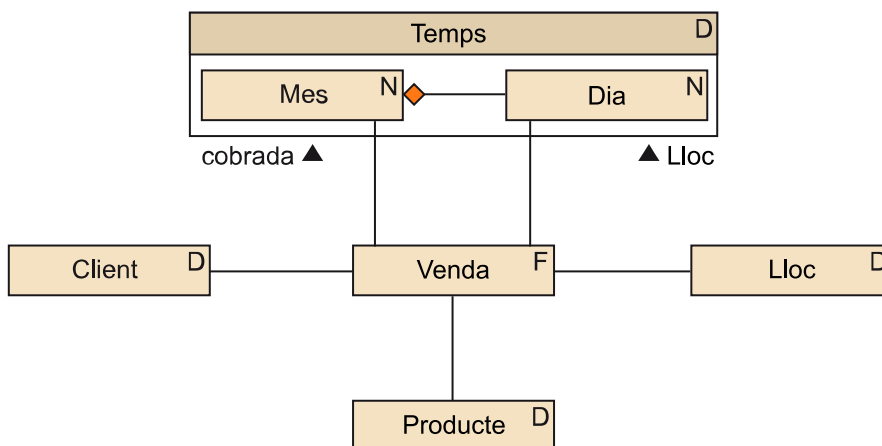 Temps D
Mes N
Dia N
cobrada ▲
▲ Lloc
Client D
Venda F
Lloc D
Producte D